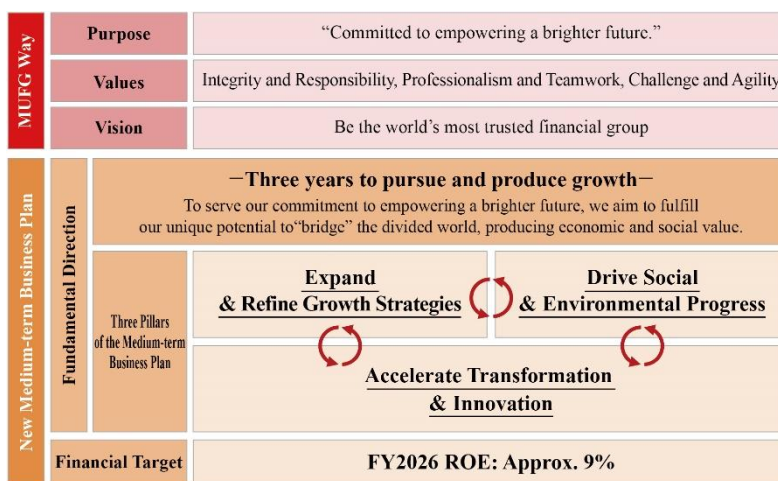 MUFG Way
Purpose
“Committed to empowering a brighter future.”
Values
Integrity and Responsibility, Professionalism and Teamwork, Challenge and Agility
Vision
Be the world’s most trusted financial group
New Medium-term Business Plan
Fundamental Direction
—Three years to pursue and produce growth—
To serve our commitment to empowering a brighter future, we aim to fulfill
our unique potential to“bridge” the divided world, producing economic and social value.
Three Pillars
of the Medium-term
Business Plan
Expand
& Refine Growth Strategies
Drive Social
& Environmental Progress
Accelerate Transformation
& Innovation
Financial Target
FY2026 ROE: Approx. 9%